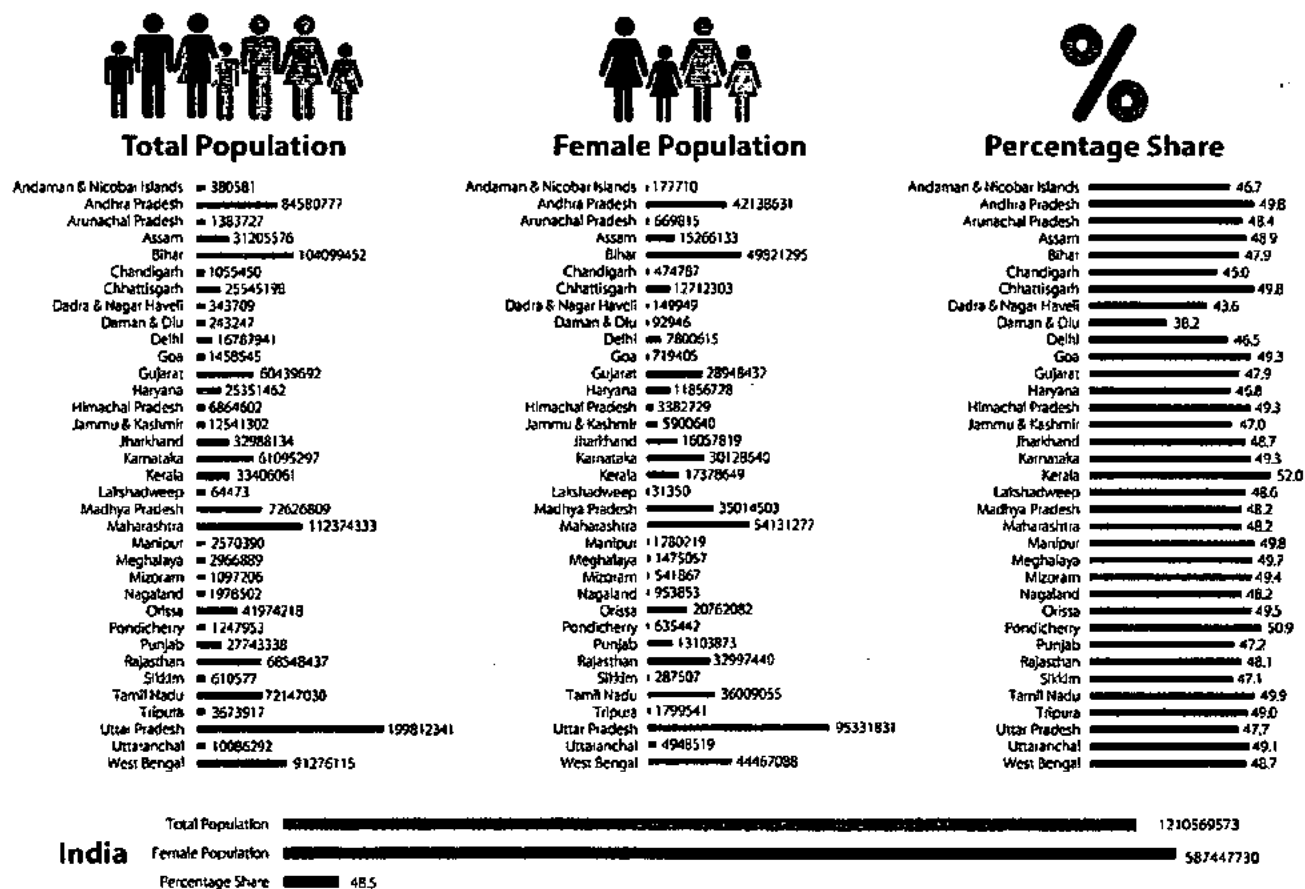 Total Population
Andaman & Nicobar Islands 380581
Andhra Pradesh 84580777
Arunachal Pradesh 1383727
Assam 31205576
Bihar 104099452
Chandigarh 1055450
Chhattisgarh 25545198
Dadra & Nagar Haveli 343709
Daman & Diu 243247
Delhi 16787941
Goa 1458545
Gujarat 60439692
Haryana 25351462
Himachal Pradesh 6864602
Jammu & Kashmir 12541302
Jharkhand 32988134
Karnataka 61095297
Kerala 33406061
Lakshadweep 64473
Madhya Pradesh 72626809
Maharashtra 112374333
Manipur 2570390
Meghalaya 2966889
Mizoram 1097206
Nagaland 1978502
Orissa 41974218
Pondicherry 1247953
Punjab 27743338
Rajasthan 68548437
Sikkim 610577
Tamil Nadu 72147030
Tripura 3673917
Uttar Pradesh 199812341
Uttaranchal 10086292
West Bengal 91276115
Female Population
Andaman & Nicobar Islands 177710
Andhra Pradesh 42138631
Arunachal Pradesh 669815
Assam 15266133
Bihar 49821295
Chandigarh 474787
Chhattisgarh 12712303
Dadra & Nagar Haveli 149949
Daman & Diu 92946
Delhi 7800615
Goa 719405
Gujarat 28948432
Haryana 11856728
Himachal Pradesh 3382729
Jammu & Kashmir 5900640
Jharkhand 16057819
Karnataka 30128640
Kerala 17378649
Lakshadweep 31350
Madhya Pradesh 35014503
Maharashtra 54131277
Manipur 1280219
Meghalaya 1475057
Mizoram 541867
Nagaland 953853
Orissa 20762082
Pondicherry 635442
Punjab 13103873
Rajasthan 32997440
Sikkim 287507
Tamil Nadu 36009055
Tripura 1799541
Uttar Pradesh 95331831
Uttaranchal 4948519
West Bengal 44467088
Percentage Share
Andaman & Nicobar Islands 46.7
Andhra Pradesh 49.8
Arunachal Pradesh 48.4
Assam 48.9
Bihar 47.9
Chandigarh 45.0
Chhattisgarh 49.8
Dadra & Nagar Haveli 43.6
Daman & Diu 38.2
Delhi 46.5
Goa 49.3
Gujarat 47.9
Haryana 46.8
Himachal Pradesh 49.3
Jammu & Kashmir 47.0
Jharkhand 48.7
Karnataka 49.3
Kerala 52.0
Lakshadweep 48.6
Madhya Pradesh 48.2
Maharashtra 48.2
Manipur 49.8
Meghalaya 49.7
Mizoram 49.4
Nagaland 48.2
Orissa 49.5
Pondicherry 50.9
Punjab 47.2
Rajasthan 48.1
Sikkim 47.1
Tamil Nadu 49.9
Tripura 49.0
Uttar Pradesh 47.7
Uttaranchal 49.1
West Bengal 48.7
India
Total Population 1210569573
Female Population 587447730
Percentage Share 48.5